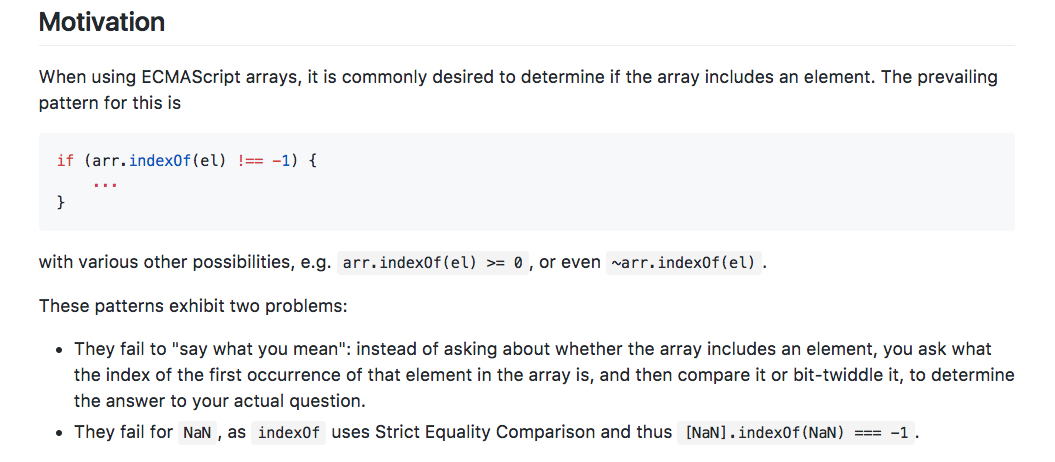 Motivation
When using ECMAScript arrays, it is commonly desired to determine if the array includes an element. The prevailing
pattern for this is
if (arr.indexOf(el) !== -1) {
    ...
}
with various other possibilities, e.g. arr.indexOf(el) >= 0 , or even ~arr.indexOf(el) .
These patterns exhibit two problems:
• They fail to "say what you mean": instead of asking about whether the array includes an element, you ask what
the index of the first occurrence of that element in the array is, and then compare it or bit-twiddle it, to determine
the answer to your actual question.
• They fail for NaN , as indexOf uses Strict Equality Comparison and thus [NaN].indexOf(NaN) === -1 .